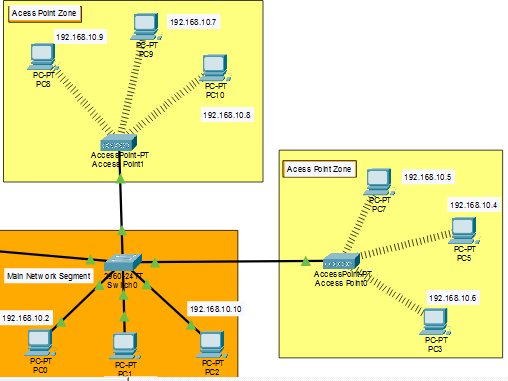 Acess Point Zone
192.168.10.7
192.168.10.9
PC-PT
PC9
PC-PT
PC8
PC-PT
PC10
192.168.10.8
AccessPoint-PT
Access Point1
Acess Point Zone
192.168.10.5
PC-PT
PC7
192.168.10.4
PC-PT
PC5
AccessPoint-PT
Access Point0
192.168.10.6
PC-PT
PC3
Main Network Segment
2960-24TT
Switch0
192.168.10.2
192.168.10.10
PC-PT
PC0
PC-PT
PC1
PC-PT
PC2